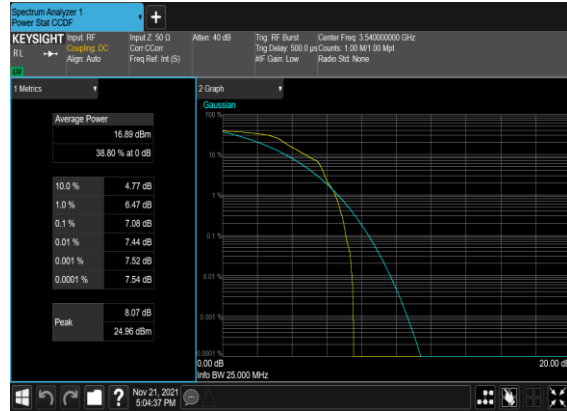 Spectrum Analyzer 1
Power Stat CCDF
+
KEYSIGHT
RL
Input: RF
Coupling: DC
Align: Auto
Input Z: 50 Ω
Corr CCorr
Freq Ref: Int (S)
Atten: 40 dB
Trig: RF Burst
Trig Delay: 500.0 µs
#IF Gain: Low
Center Freq: 3.540000000 GHz
Counts: 1.00 M/1.00 Mpt
Radio Std: None
1 Metrics
Average Power
16.89 dBm
38.80 % at 0 dB
10.0 % 4.77 dB
1.0 % 6.47 dB
0.1 % 7.08 dB
0.01 % 7.44 dB
0.001 % 7.52 dB
0.0001 % 7.54 dB
Peak
8.07 dB
24.96 dBm
2 Graph
Gaussian
100 %
10 %
1 %
0.1 %
0.01 %
0.001 %
0.0001 %
0.00 dB
20.00 dB
Info BW 25.000 MHz
?
Nov 21, 2021
5:04:37 PM